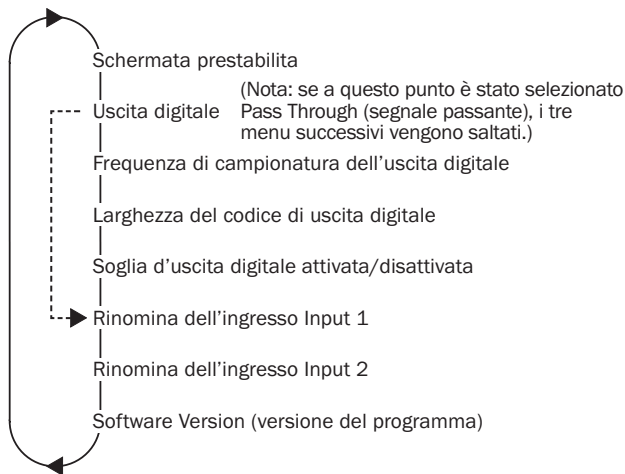 Schermata prestabilita
(Nota: se a questo punto è stato selezionato
Uscita digitale Pass Through (segnale passante), i tre
menu successivi vengono saltati.)
Frequenza di campionatura dell'uscita digitale
Larghezza del codice di uscita digitale
Soglia d'uscita digitale attivata/disattivata
Rinomina dell'ingresso Input 1
Rinomina dell'ingresso Input 2
Software Version (versione del programma)